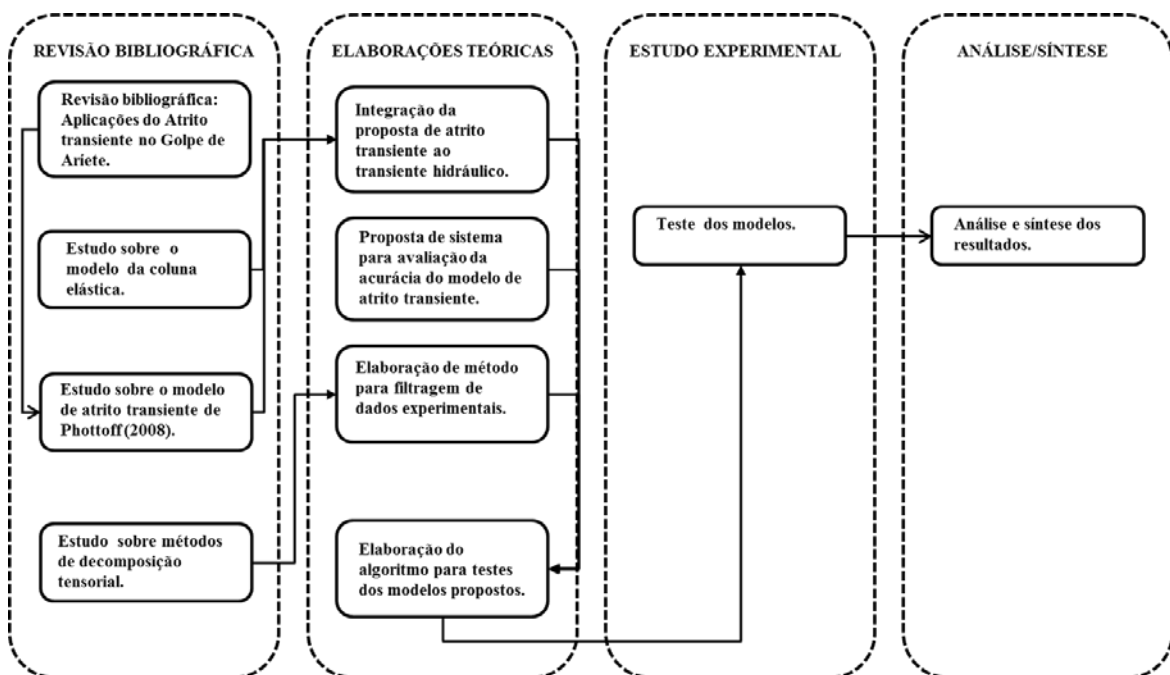 REVISÃO BIBLIOGRÁFICA
Revisão bibliográfica:
Aplicações do Atrito
transiente no Golpe de
Aríete.
Estudo sobre o
modelo da coluna
elástica.
Estudo sobre o modelo
de atrito transiente de
Phottoff (2008).
Estudo sobre métodos
de decomposição
tensorial.
ELABORAÇÕES TEÓRICAS
Integração da
proposta de atrito
transiente ao
transiente hidráulico.
Proposta de sistema
para avaliação da
acurácia do modelo de
atrito transiente.
Elaboração de método
para filtragem de
dados experimentais.
Elaboração do
algoritmo para testes
dos modelos propostos.
ESTUDO EXPERIMENTAL
Teste dos modelos.
ANÁLISE/SÍNTESE
Análise e síntese dos
resultados.